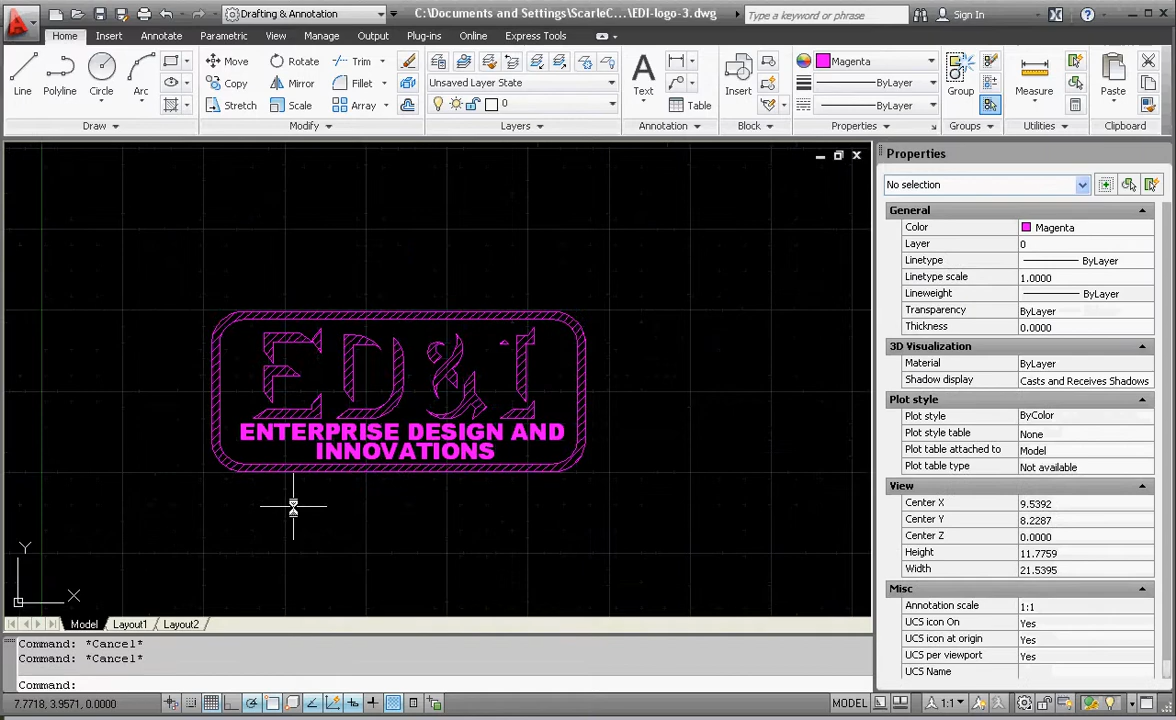 Drafting & Annotation
C:\Documents and Settings\ScarleC...\EDI-logo-3.dwg
Type a keyword or phrase
Sign In
Home Insert Annotate Parametric View Manage Output Plug-ins Online Express Tools
Line Polyline Circle Arc
Move Rotate Trim
Copy Mirror Fillet
Stretch Scale Array
Unsaved Layer State
0
Text
Table
Insert
Magenta
ByLayer
ByLayer
Group
Measure
Paste
Draw Modify Layers Annotation Block Properties Groups Utilities Clipboard
ED&I
ENTERPRISE DESIGN AND
INNOVATIONS
Y
X
Model Layout1 Layout2
Command: *Cancel*
Command: *Cancel*
Command:
7.7718, 3.9571, 0.0000
MODEL
1:1
Properties
No selection
General
Color Magenta
Layer 0
Linetype ByLayer
Linetype scale 1.0000
Lineweight ByLayer
Transparency ByLayer
Thickness 0.0000
3D Visualization
Material ByLayer
Shadow display Casts and Receives Shadows
Plot style
Plot style ByColor
Plot style table None
Plot table attached to Model
Plot table type Not available
View
Center X 9.5392
Center Y 8.2287
Center Z 0.0000
Height 11.7759
Width 21.5395
Misc
Annotation scale 1:1
UCS icon On Yes
UCS icon at origin Yes
UCS per viewport Yes
UCS Name